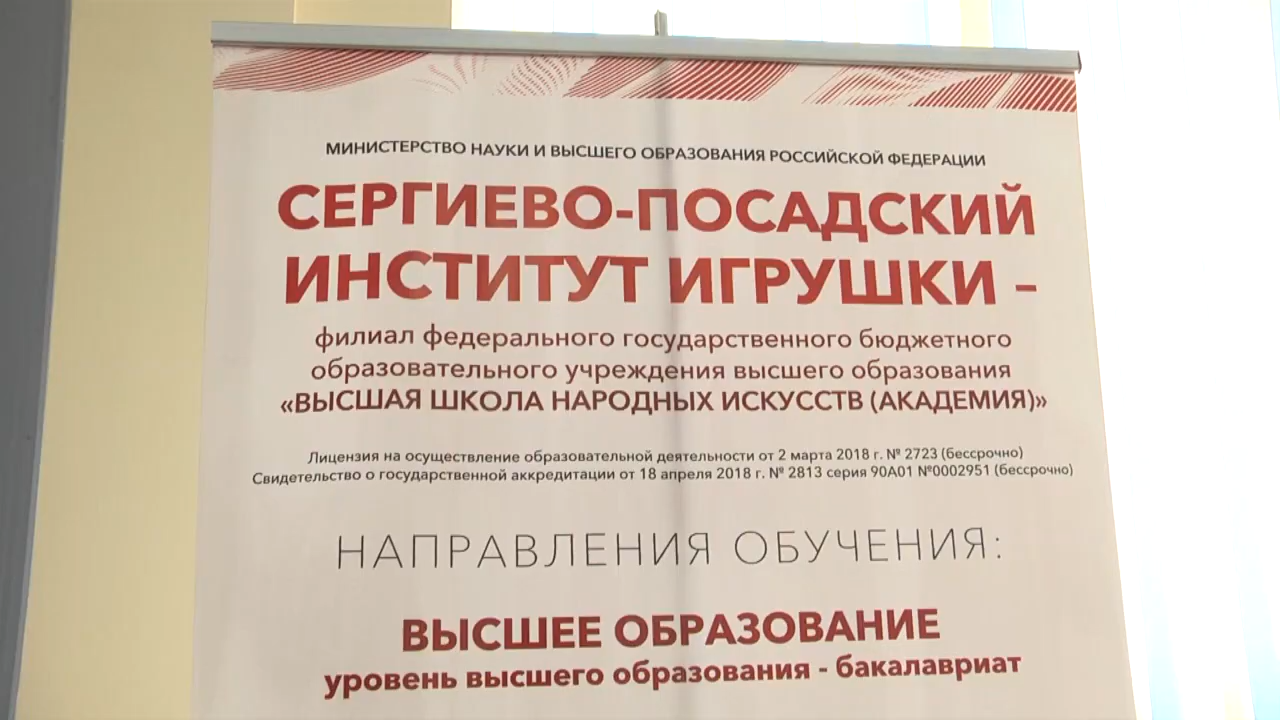 МИНИСТЕРСТВО НАУКИ И ВЫСШЕГО ОБРАЗОВАНИЯ РОССИЙСКОЙ ФЕДЕРАЦИИ
СЕРГИЕВО-ПОСАДСКИЙ
ИНСТИТУТ ИГРУШКИ –
филиал федерального государственного бюджетного
образовательного учреждения высшего образования
«ВЫСШАЯ ШКОЛА НАРОДНЫХ ИСКУССТВ (АКАДЕМИЯ)»
Лицензия на осуществление образовательной деятельности от 2 марта 2018 г. № 2723 (бессрочно)
Свидетельство о государственной аккредитации от 18 апреля 2018 г. № 2813 серия 90А01 №0002951 (бессрочно)
НАПРАВЛЕНИЯ ОБУЧЕНИЯ:
ВЫСШЕЕ ОБРАЗОВАНИЕ
уровень высшего образования - бакалавриат